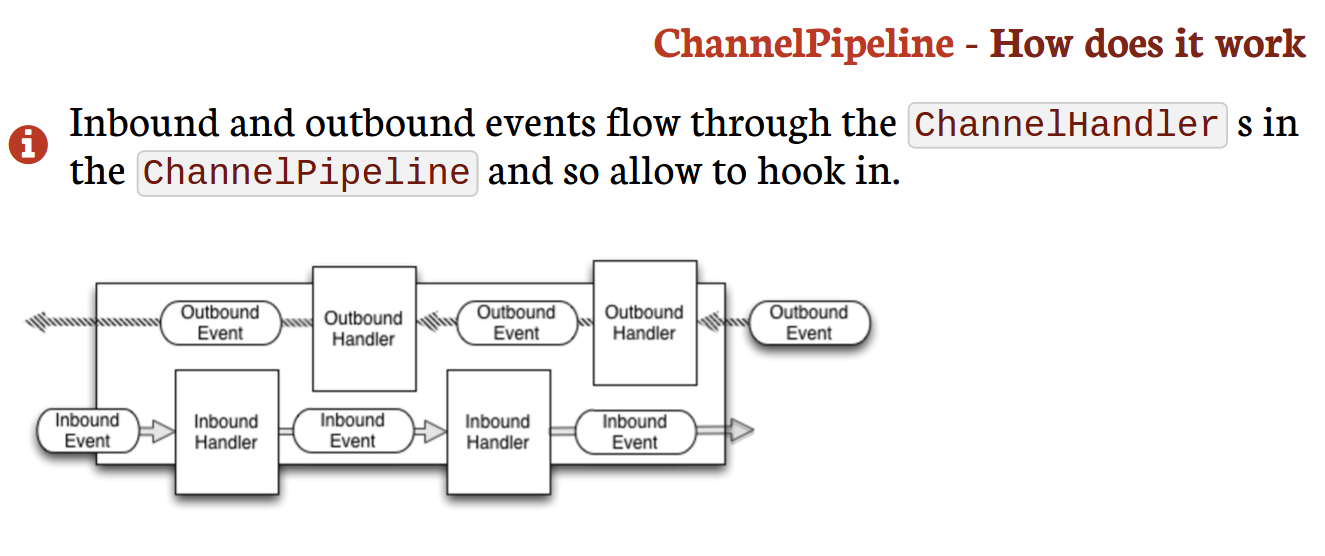 ChannelPipeline - How does it work
Inbound and outbound events flow through the ChannelHandler s in
the ChannelPipeline and so allow to hook in.
Outbound
Event
Outbound
Handler
Outbound
Event
Outbound
Handler
Outbound
Event
Inbound
Event
Inbound
Handler
Inbound
Event
Inbound
Handler
Inbound
Event